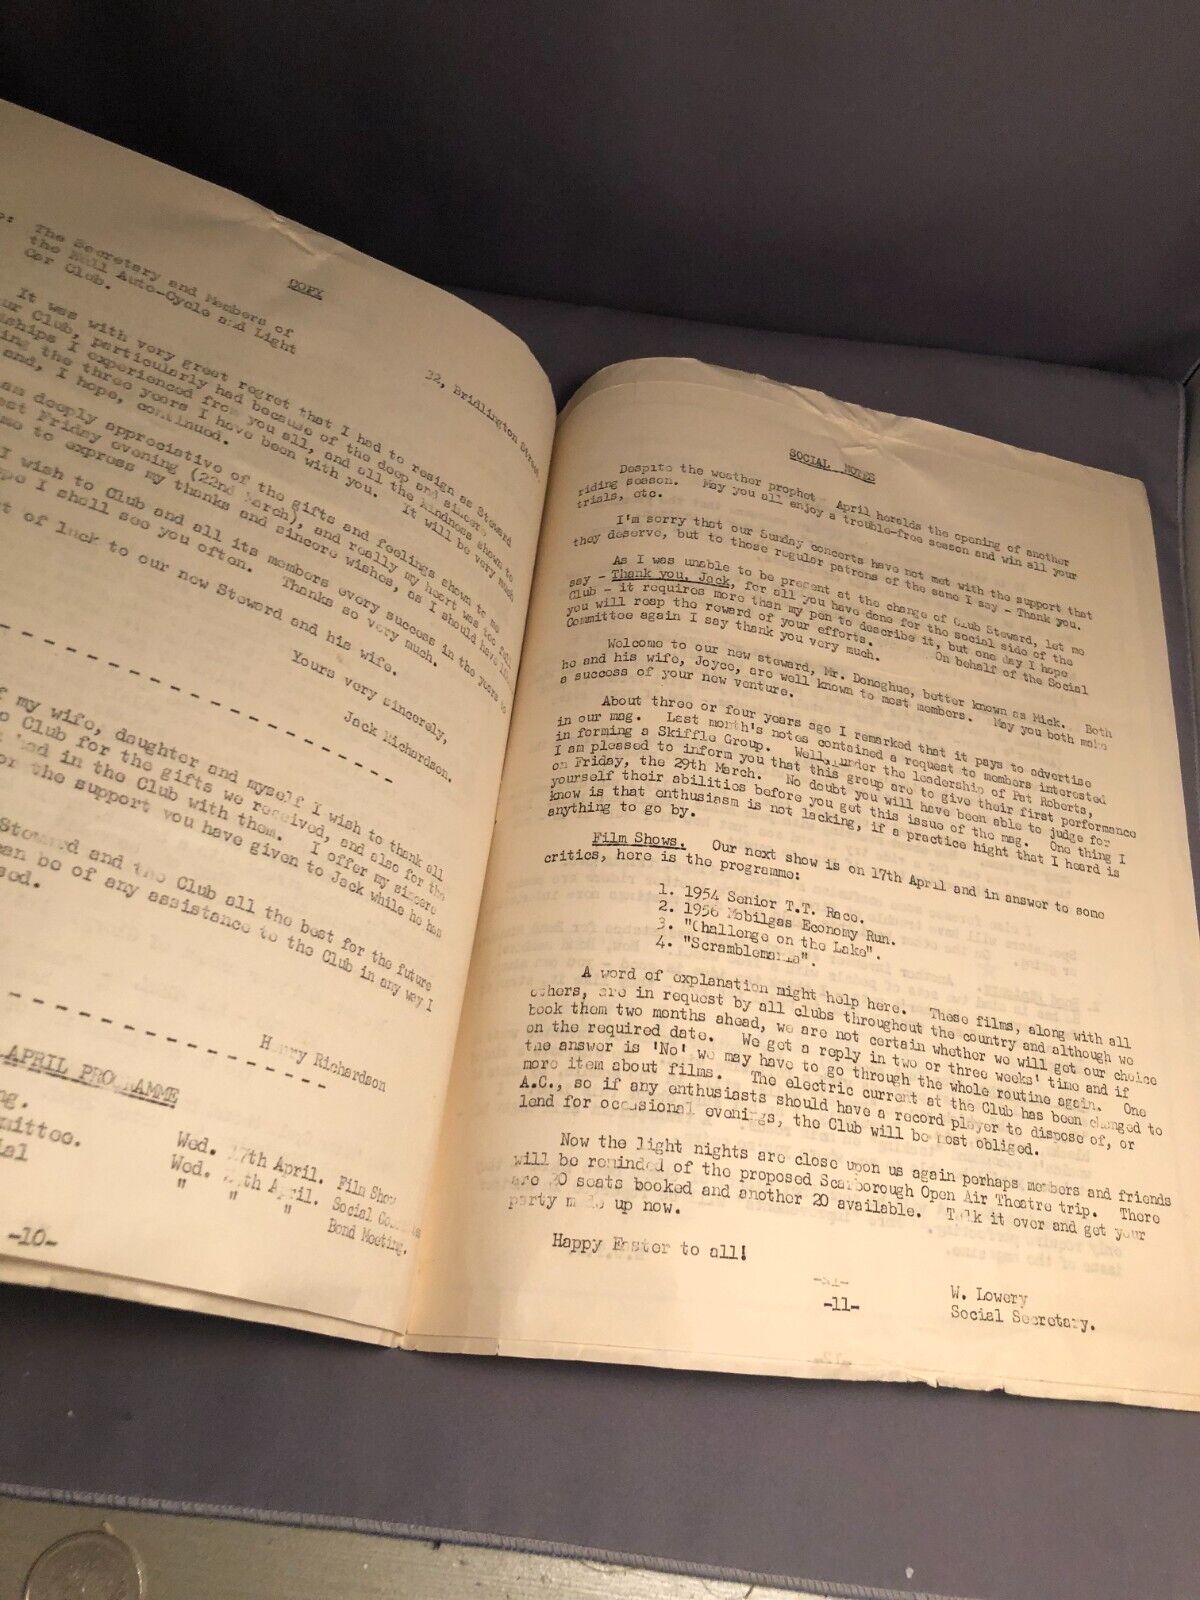 COPY
The Secretary and Members of
the Hull Auto-Cycle and Light
Car Club.
32, Bridlington Street,
It was with very great regret that I had to resign as Steward
Club, particularly had because of the deep and sincere
I experienced from you all, and all the kindness shown to
the three years I have been with you. It will be very much
and, I hope, continued.
am deeply appreciative of the gifts and feelings shown to me
Friday evening (22nd March), and really my heart was too full
to express my thanks and sincere wishes, as I should have
I wish to Club and all its members every success in the years to
I shall see you often. Thanks so very much.
of luck to our new Steward and his wife.
Yours very sincerely,
Jack Richardson.
my wife, daughter and myself I wish to thank all
Club for the gifts we received, and also for the
had in the Club with them. I offer my sincere
for the support you have given to Jack while he has
Steward and the Club all the best for the future
can be of any assistance to the Club in any way I
Harry Richardson
APRIL PROGRAMME
Wed. 17th April. Film Show
Wed. April. Social
" " " Bond Meeting.
-10-
SOCIAL NOTES
Despite the weather prophet April heralds the opening of another
riding season. May you all enjoy a trouble-free season and win all your
trials, etc.
I'm sorry that our Sunday concerts have not met with the support that
they deserve, but to those regular patrons of the same I say - Thank you.
As I was unable to be present at the change of Club Steward, let me
say - Thank you, Jack, for all you have done for the social side of the
Club - it requires more than my pen to describe it, but one day I hope
you will reap the reward of your efforts. On behalf of the Social
Committee again I say thank you very much.
Welcome to our new steward, Mr. Donoghue, better known as Mick. Both
he and his wife, Joyce, are well known to most members. May you both make
a success of your new venture.
About three or four years ago I remarked that it pays to advertise
in our mag. Last month's notes contained a request to members interested
in forming a Skiffle Group. Well, under the leadership of Pat Roberts,
I am pleased to inform you that this group are to give their first performance
on Friday, the 29th March. No doubt you will have been able to judge for
yourself their abilities before you get this issue of the mag. One thing I
know is that enthusiasm is not lacking, if a practice hight that I heard is
anything to go by.
Film Shows. Our next show is on 17th April and in answer to some
critics, here is the programme:
1. 1954 Senior T.T. Race.
2. 1956 Mobilgas Economy Run.
3. "Challenge on the Lake".
4. "Scramblemania".
A word of explanation might help here. These films, along with all
others, are in request by all clubs throughout the country and although we
book them two months ahead, we are not certain whether we will get our choice
on the required date. We get a reply in two or three weeks' time and if
the answer is 'No' we may have to go through the whole routine again. One
more item about films. The electric current at the Club has been changed to
A.C., so if any enthusiasts should have a record player to dispose of, or
lend for occasional evenings, the Club will be most obliged.
Now the light nights are close upon us again perhaps members and friends
will be reminded of the proposed Scarborough Open Air Theatre trip. There
are 20 seats booked and another 20 available. Talk it over and get your
party made up now.
Happy Easter to all!
W. Lowery
Social Secretary.
-11-